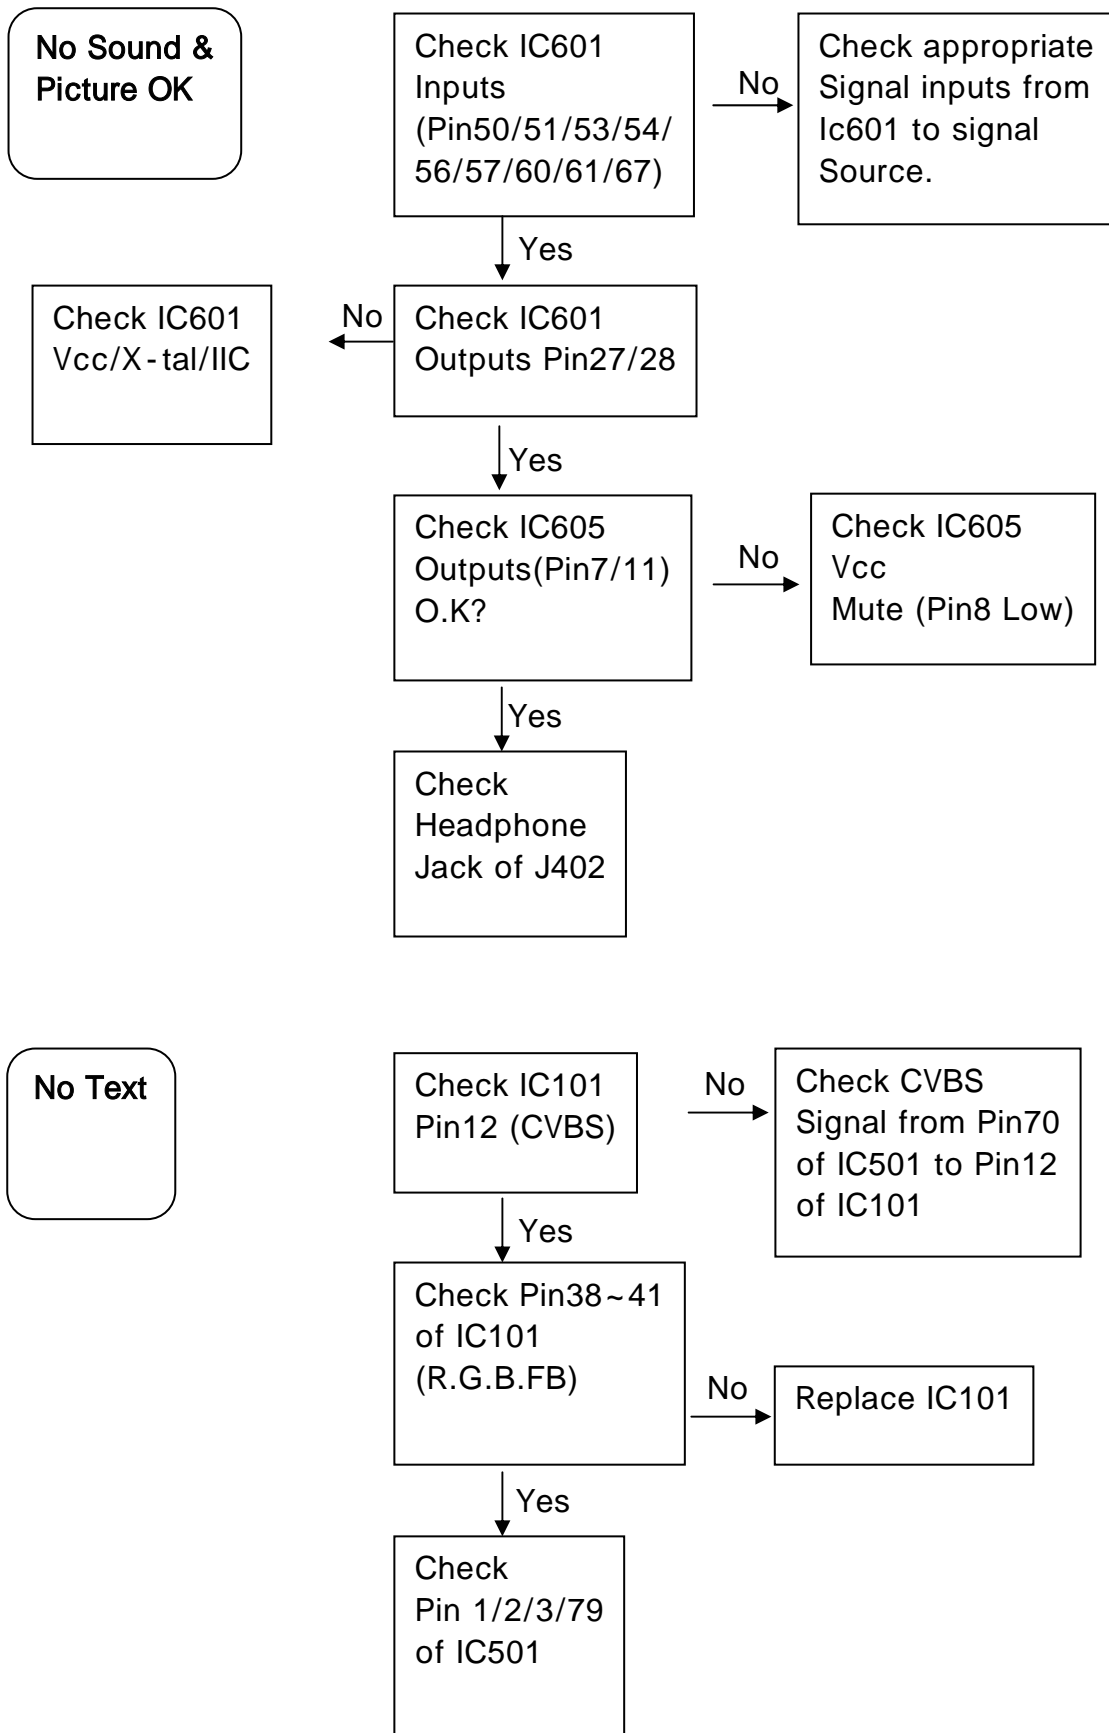 No Sound &
Picture OK
Check IC601
Inputs
(Pin50/51/53/54/
56/57/60/61/67)
No
Check appropriate
Signal inputs from
Ic601 to signal
Source.
Yes
Check IC601
Vcc/X-tal/IIC
No
Check IC601
Outputs Pin27/28
Yes
Check IC605
Outputs(Pin7/11)
O.K?
No
Check IC605
Vcc
Mute (Pin8 Low)
Yes
Check
Headphone
Jack of J402
No Text
Check IC101
Pin12 (CVBS)
No
Check CVBS
Signal from Pin70
of IC501 to Pin12
of IC101
Yes
Check Pin38~41
of IC101
(R.G.B.FB)
No
Replace IC101
Yes
Check
Pin 1/2/3/79
of IC501